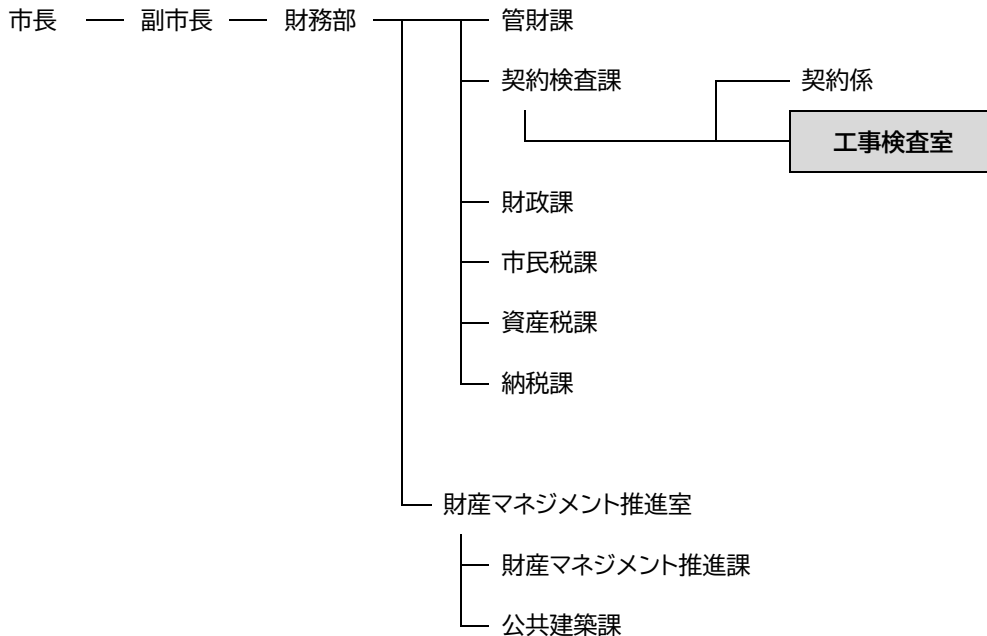 市長 副市長 財務部 管財課
契約検査課 契約係
工事検査室
財政課
市民税課
資産税課
納税課
財産マネジメント推進室
財産マネジメント推進課
公共建築課